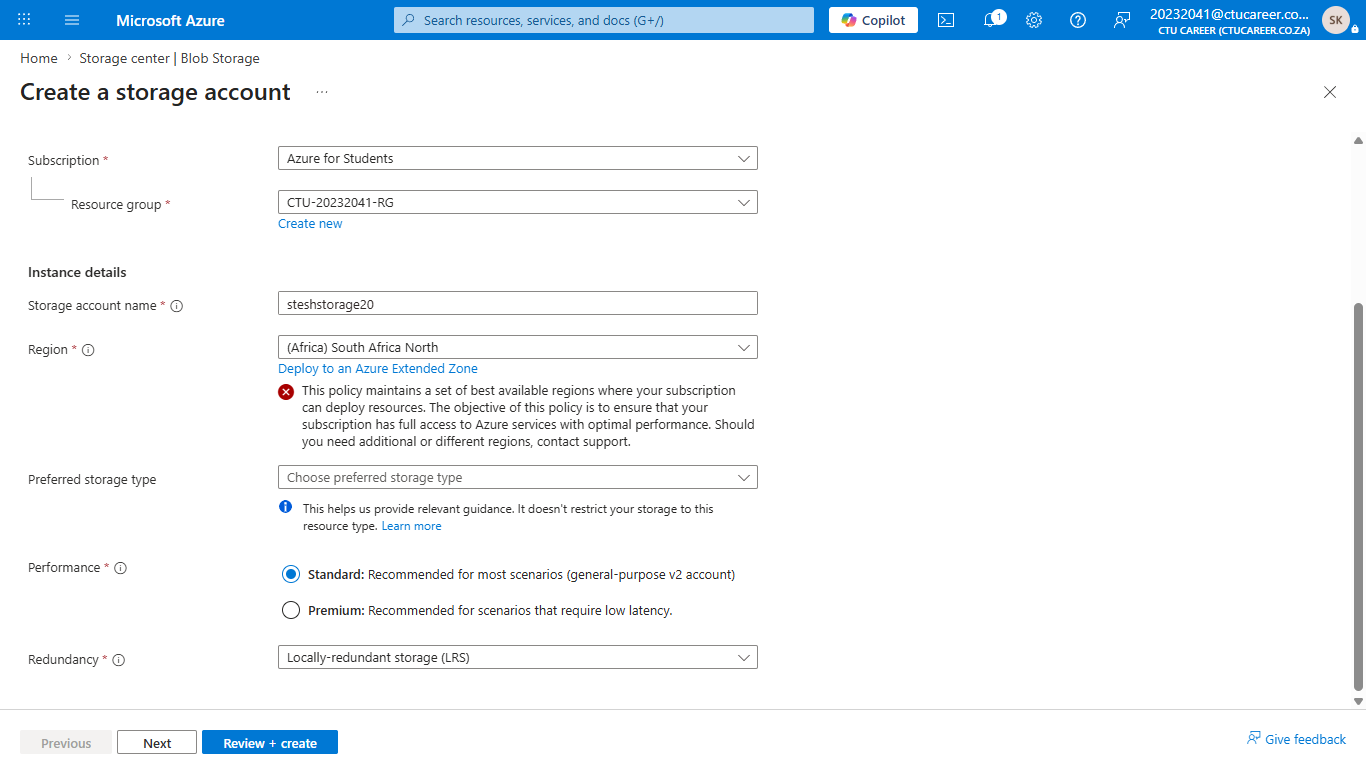 Microsoft Azure
Search resources, services, and docs (G+/)
Copilot
1
20232041@ctucareer.co....
CTU CAREER (CTUCAREER.CO.ZA)
SK
Home > Storage center | Blob Storage
Create a storage account ...
Subscription *
Azure for Students
Resource group *
CTU-20232041-RG
Create new
Instance details
Storage account name *
steshstorage20
Region *
(Africa) South Africa North
Deploy to an Azure Extended Zone
This policy maintains a set of best available regions where your subscription
can deploy resources. The objective of this policy is to ensure that your
subscription has full access to Azure services with optimal performance. Should
you need additional or different regions, contact support.
Preferred storage type
Choose preferred storage type
This helps us provide relevant guidance. It doesn't restrict your storage to this
resource type. Learn more
Performance *
Standard: Recommended for most scenarios (general-purpose v2 account)
Premium: Recommended for scenarios that require low latency.
Redundancy *
Locally-redundant storage (LRS)
Previous
Next
Review + create
Give feedback